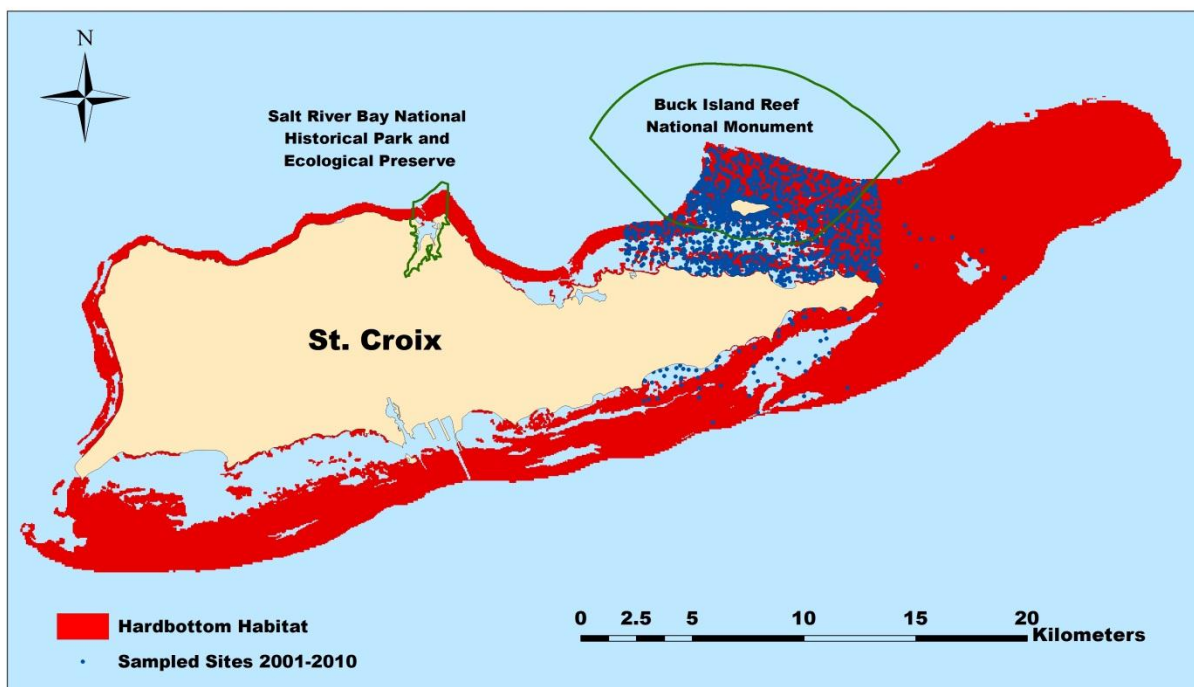 N
Salt River Bay National
Historical Park and
Ecological Preserve
Buck Island Reef
National Monument
St. Croix
Hardbottom Habitat
Sampled Sites 2001-2010
0 2.5 5 10 15 20
Kilometers